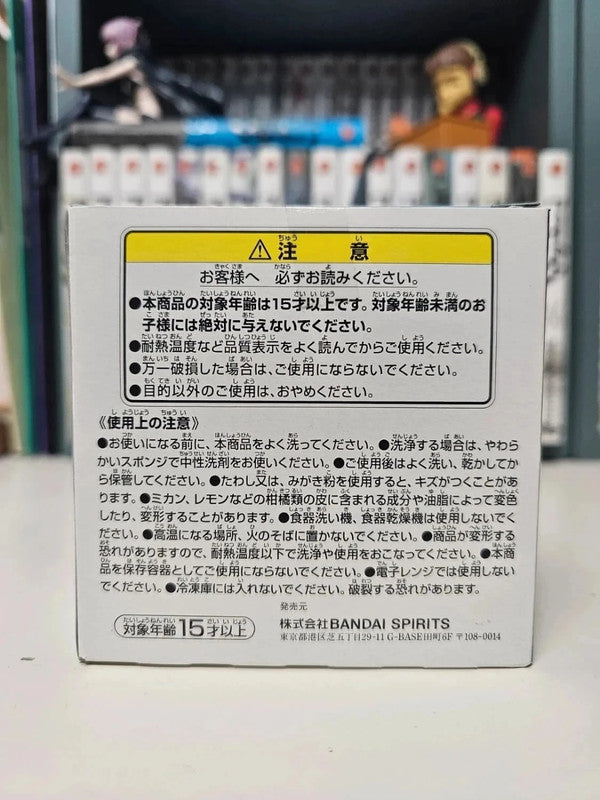 ⚠注 意
お客様へ 必ずお読みください。
●本商品の対象年齢は15才以上です。対象年齢未満のお
子様には絶対に与えないでください。
●耐熱温度など品質表示をよく読んでからご使用ください。
●万一破損した場合は、ご使用にならないでください。
●目的以外のご使用は、おやめください。
《使用上の注意》
●お使いになる前に、本商品をよく洗ってください。●洗浄する場合は、やわら
かいスポンジで中性洗剤をお使いください。●ご使用後はよく洗い、乾かしてか
ら保管してください。●たわし又は、みがき粉を使用すると、キズがつくことがあ
ります。●ミカン、レモンなどの柑橘類の皮に含まれる成分や油脂によって変色
したり、変形することがあります。●食器洗い機、食器乾燥機は使用しないでく
ださい。●高温になる場所、火のそばに置かないでください。●商品が変形する
恐れがありますので、耐熱温度以下で洗浄や使用をおこなってください。●本商
品を保存容器としてご使用にならないでください。●電子レンジでは使用しない
でください。●冷凍庫には入れないでください。破裂する恐れがあります。
発売元
対象年齢 15才以上
株式会社BANDAI SPIRITS
東京都港区芝五丁目29-11 G-BASE田町6F 〒108-0014